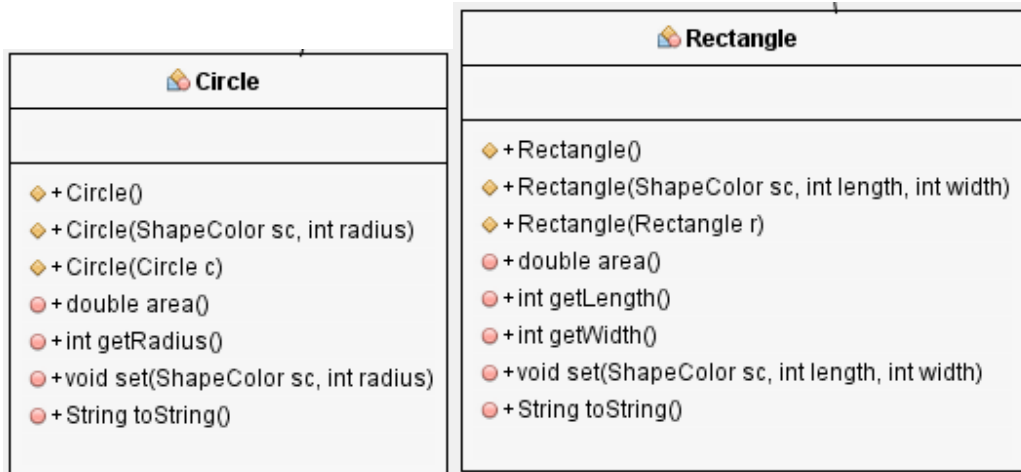 Circle
+Circle()
+Circle(ShapeColor sc, int radius)
+Circle(Circle c)
+double area()
+int getRadius()
+void set(ShapeColor sc, int radius)
+String toString()
Rectangle
+Rectangle()
+Rectangle(ShapeColor sc, int length, int width)
+Rectangle(Rectangle r)
+double area()
+int getLength()
+int getWidth()
+void set(ShapeColor sc, int length, int width)
+String toString()